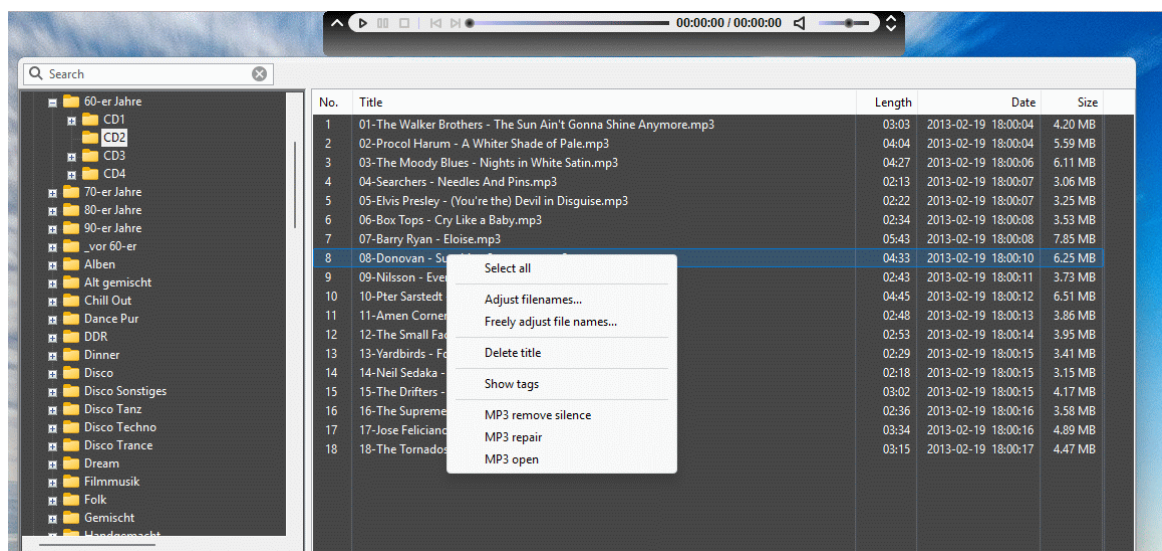 00:00:00 / 00:00:00
Search
60-er Jahre
CD1
CD2
CD3
CD4
70-er Jahre
80-er Jahre
90-er Jahre
_vor 60-er
Alben
Alt gemischt
Chill Out
Dance Pur
DDR
Dinner
Disco
Disco Sonstiges
Disco Tanz
Disco Techno
Disco Trance
Dream
Filmmusik
Folk
Gemischt
Handgemacht
No. Title Length Date Size
1 01-The Walker Brothers - The Sun Ain't Gonna Shine Anymore.mp3 03:03 2013-02-19 18:00:04 4.20 MB
2 02-Procol Harum - A Whiter Shade of Pale.mp3 04:04 2013-02-19 18:00:04 5.59 MB
3 03-The Moody Blues - Nights in White Satin.mp3 04:27 2013-02-19 18:00:06 6.11 MB
4 04-Searchers - Needles And Pins.mp3 02:13 2013-02-19 18:00:07 3.06 MB
5 05-Elvis Presley - (You're the) Devil in Disguise.mp3 02:22 2013-02-19 18:00:07 3.25 MB
6 06-Box Tops - Cry Like a Baby.mp3 02:34 2013-02-19 18:00:08 3.53 MB
7 07-Barry Ryan - Eloise.mp3 05:43 2013-02-19 18:00:08 7.85 MB
8 08-Donovan - 04:33 2013-02-19 18:00:10 6.25 MB
9 09-Nilsson - 02:43 2013-02-19 18:00:11 3.73 MB
10 10-Pter Sarstedt 04:45 2013-02-19 18:00:12 6.51 MB
11 11-Amen Corner 02:48 2013-02-19 18:00:13 3.86 MB
12 12-The Small 02:53 2013-02-19 18:00:14 3.95 MB
13 13-Yardbirds - 02:29 2013-02-19 18:00:15 3.41 MB
14 14-Neil Sedaka - 02:18 2013-02-19 18:00:15 3.15 MB
15 15-The Drifters - 03:02 2013-02-19 18:00:15 4.17 MB
16 16-The Supreme 02:36 2013-02-19 18:00:16 3.58 MB
17 17-Jose Feliciano 03:34 2013-02-19 18:00:16 4.89 MB
18 18-The Tornados 03:15 2013-02-19 18:00:17 4.47 MB
Select all
Adjust filenames...
Freely adjust file names...
Delete title
Show tags
MP3 remove silence
MP3 repair
MP3 open